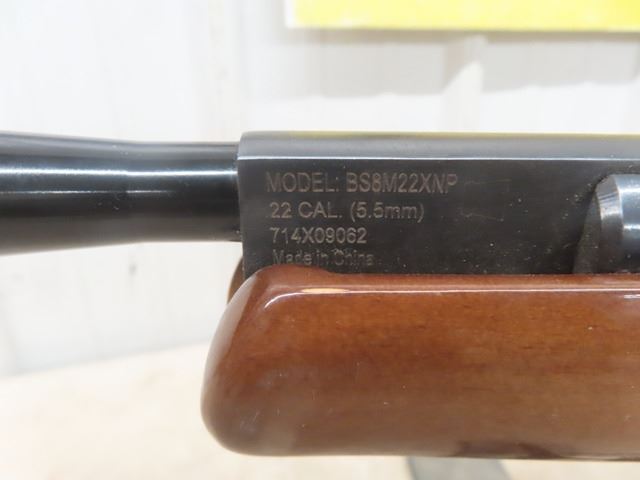 MODEL: BS8M22XNP
.22 CAL. (5.5mm)
714X09062
Made in China